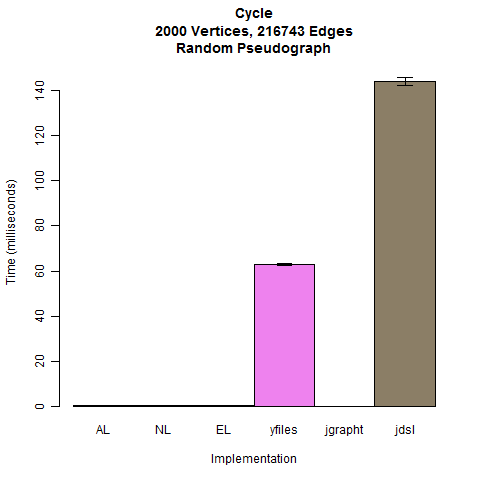 Cycle
2000 Vertices, 216743 Edges
Random Pseudograph
Time (milliseconds)
140
120
100
80
60
40
20
0
AL NL EL yfiles jgrapht jdsl
Implementation